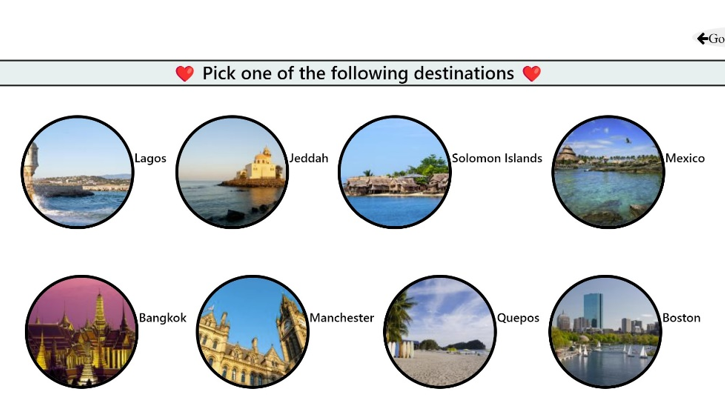 Go
Pick one of the following destinations
Lagos
Jeddah
Solomon Islands
Mexico
Bangkok
Manchester
Quepos
Boston